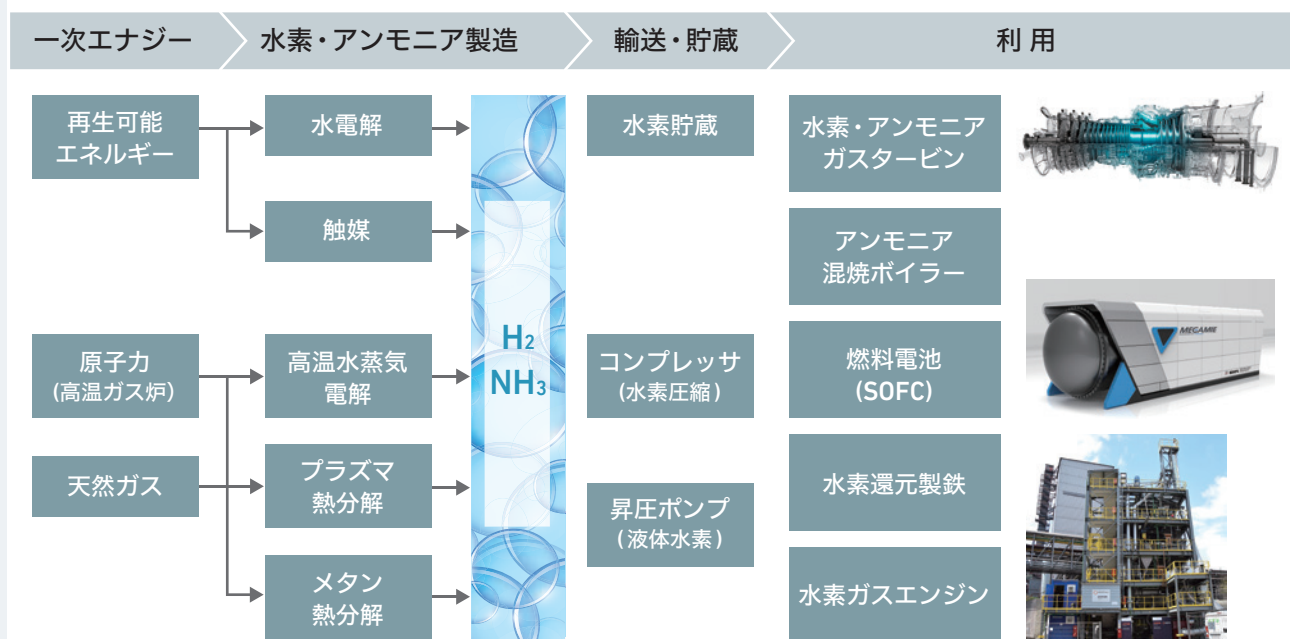 一次エナジー
水素・アンモニア製造
輸送・貯蔵
利用
再生可能
エネルギー
原子力
(高温ガス炉)
天然ガス
水電解
触媒
高温水蒸気
電解
プラズマ
熱分解
メタン
熱分解
H₂
NH₃
水素貯蔵
コンプレッサ
(水素圧縮)
昇圧ポンプ
(液体水素)
水素・アンモニア
ガスタービン
アンモニア
混焼ボイラー
燃料電池
(SOFC)
水素還元製鉄
水素ガスエンジン
MEGAMIE